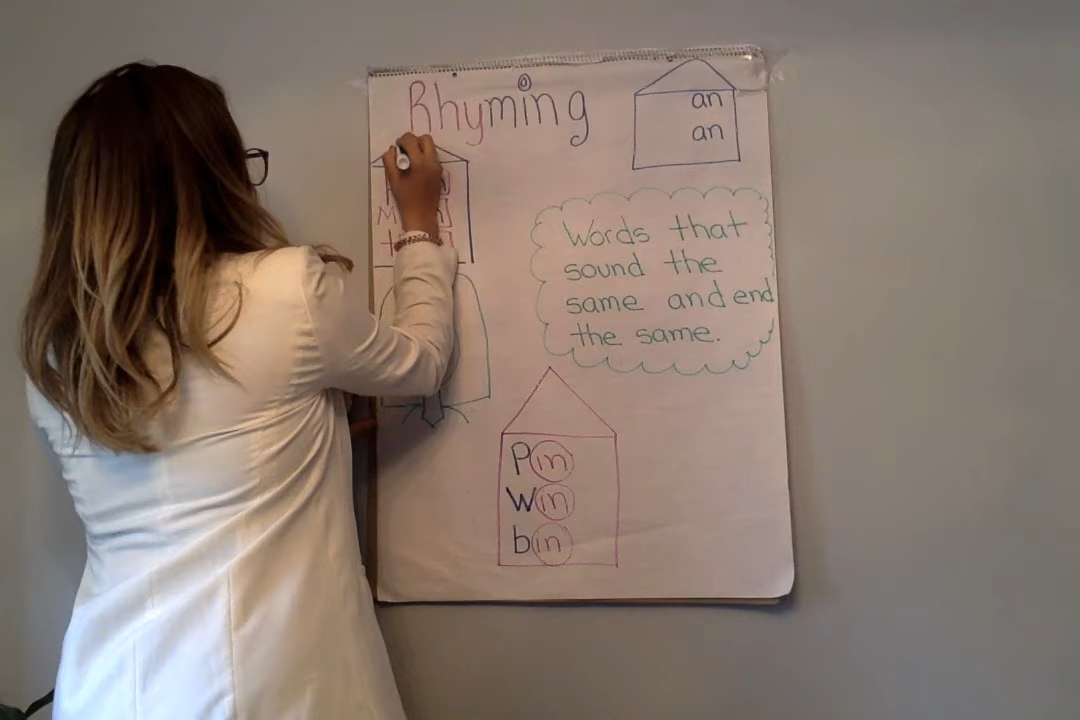 Rhyming
an
an
Words that
sound the
same and end
the same.
Pin
Win
bin